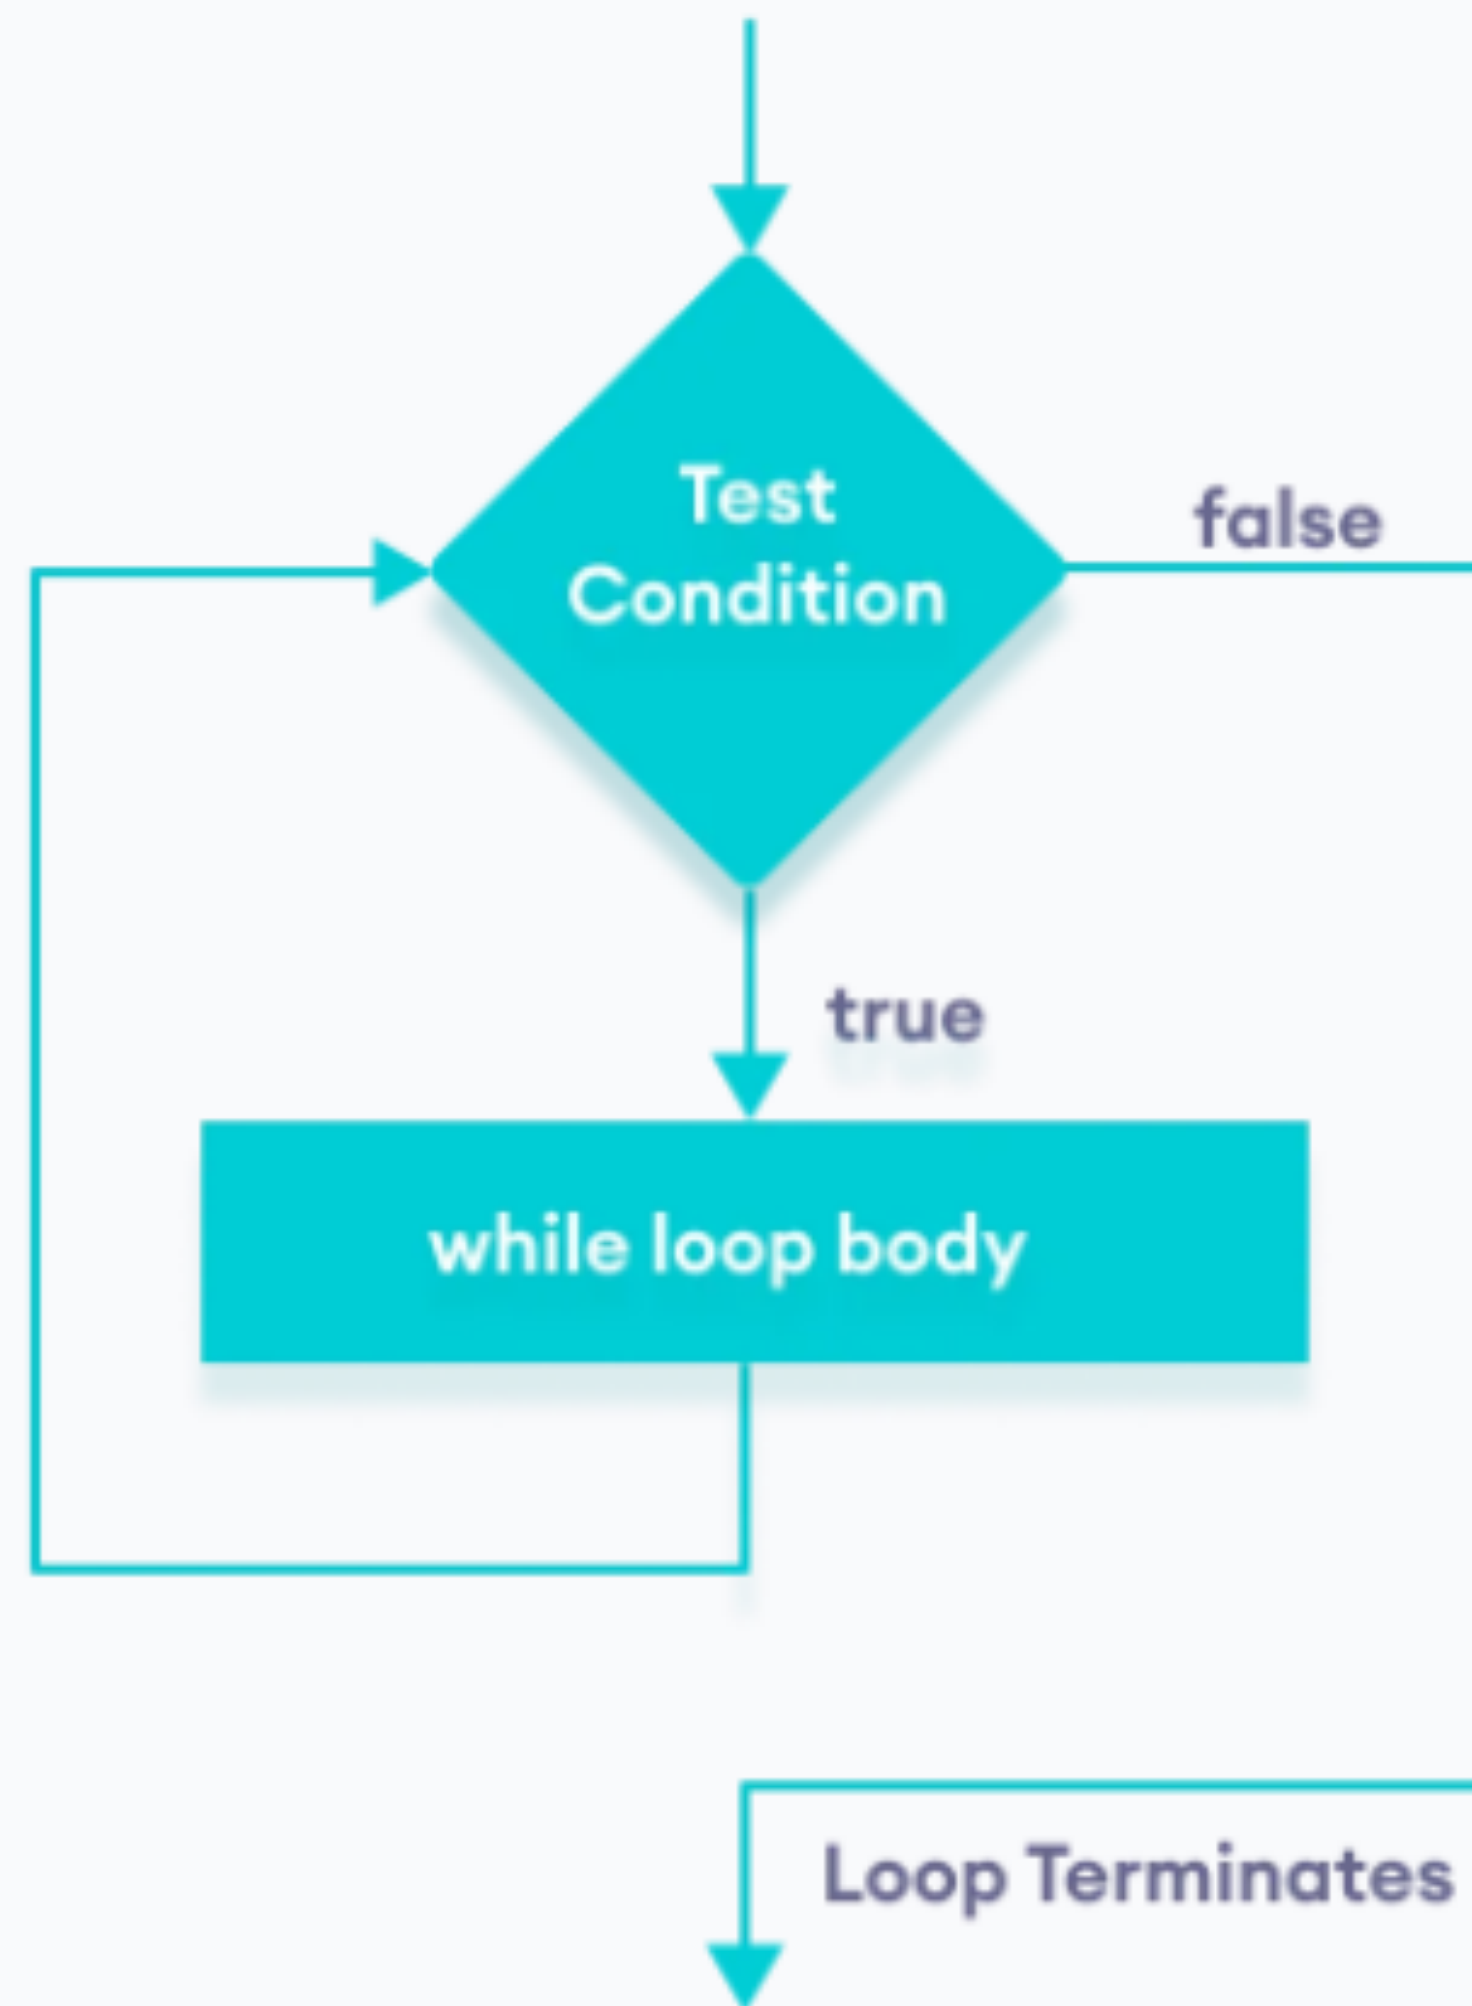 Test
Condition
false
true
while loop body
Loop Terminates